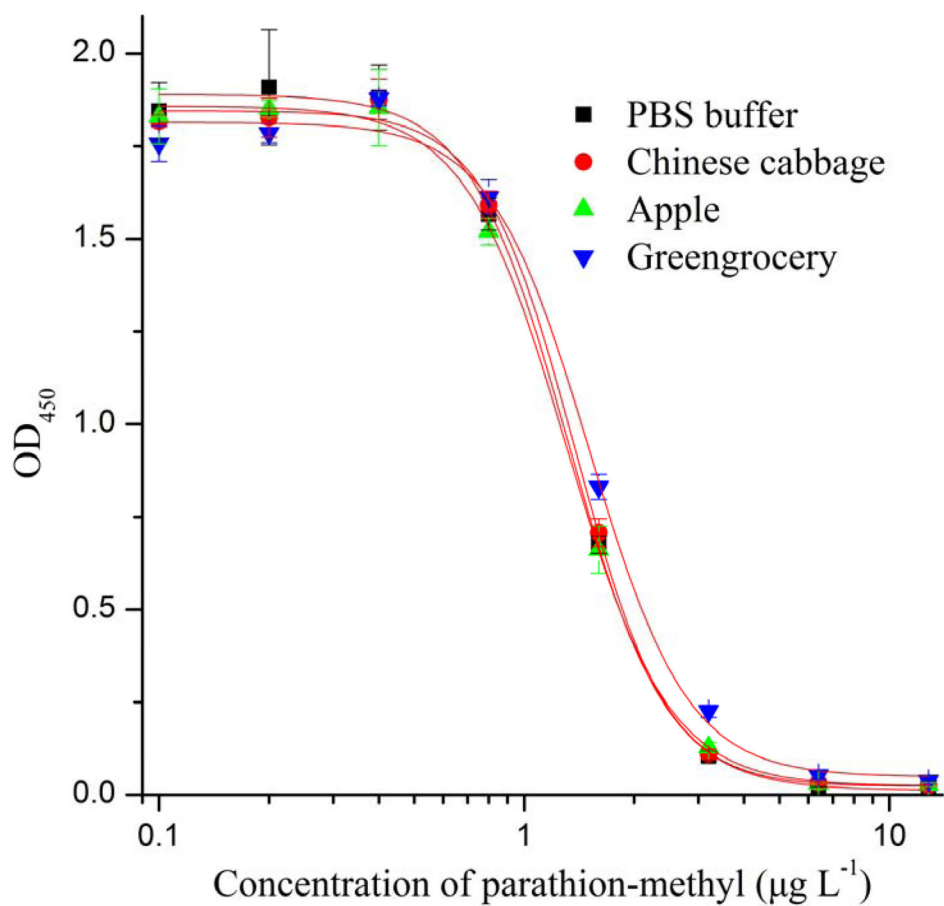 2.0
1.5
1.0
0.5
0.0
OD450
PBS buffer
Chinese cabbage
Apple
Greengrocery
0.1 1 10
Concentration of parathion-methyl (μg L-1)